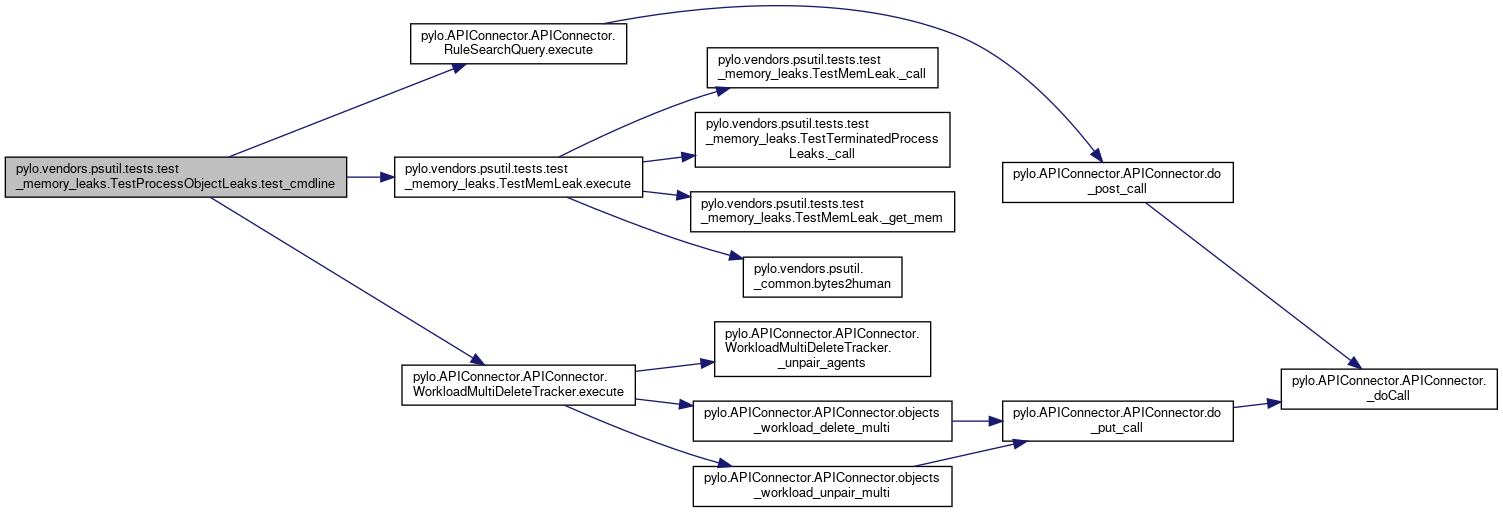 pylo.vendors.psutil.tests.test
_memory_leaks.TestProcessObjectLeaks.test_cmdline
pylo.APIConnector.APIConnector.
RuleSearchQuery.execute
pylo.vendors.psutil.tests.test
_memory_leaks.TestMemLeak.execute
pylo.APIConnector.APIConnector.
WorkloadMultiDeleteTracker.execute
pylo.vendors.psutil.tests.test
_memory_leaks.TestMemLeak._call
pylo.vendors.psutil.tests.test
_memory_leaks.TestTerminatedProcess
Leaks._call
pylo.vendors.psutil.tests.test
_memory_leaks.TestMemLeak._get_mem
pylo.vendors.psutil.
_common.bytes2human
pylo.APIConnector.APIConnector.
WorkloadMultiDeleteTracker.
_unpair_agents
pylo.APIConnector.APIConnector.objects
_workload_delete_multi
pylo.APIConnector.APIConnector.objects
_workload_unpair_multi
pylo.APIConnector.APIConnector.do
_post_call
pylo.APIConnector.APIConnector.do
_put_call
pylo.APIConnector.APIConnector.
_doCall